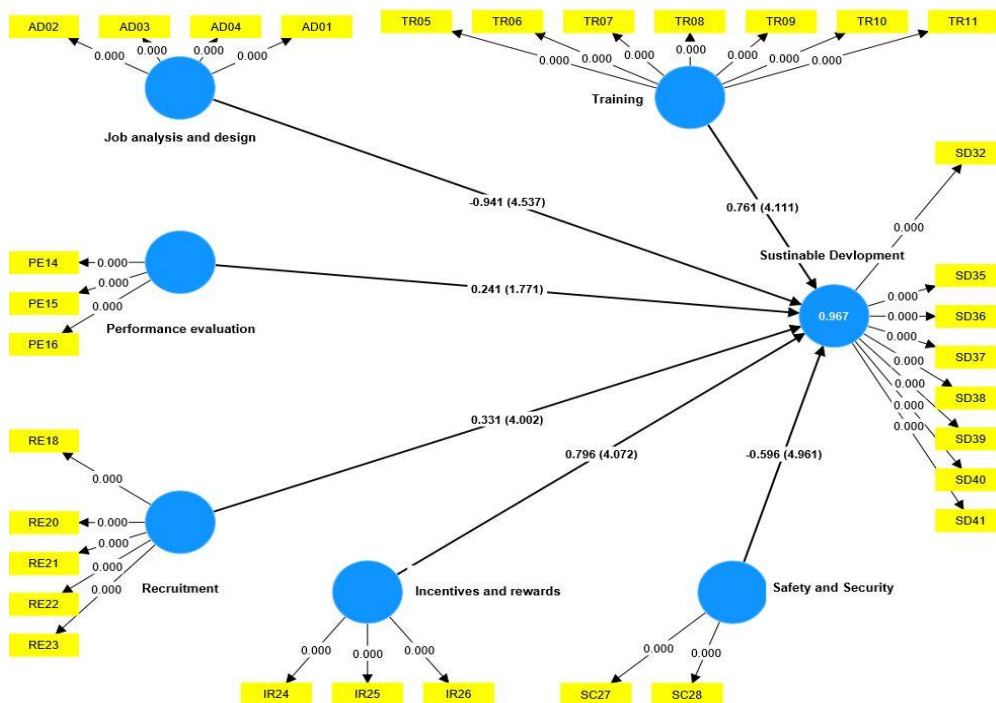 AD02
AD03
AD04
AD01
TR05
TR06
TR07
TR08
TR09
TR10
TR11
0.000
0.000
0.000
0.000
0.000
0.000
0.000
0.000
0.000
0.000
0.000
Training
Job analysis and design
SD32
-0.941 (4.537)
0.761 (4.111)
0.000
Sustinable Devlopment
PE14
0.000
PE15
0.000
PE16
0.000
Performance evaluation
0.241 (1.771)
0.967
0.000
SD35
0.000
SD36
0.000
SD37
0.000
SD38
0.000
SD39
0.000
SD40
0.000
SD41
0.331 (4.002)
0.796 (4.072)
-0.596 (4.961)
RE18
0.000
RE20
0.000
RE21
0.000
RE22
0.000
RE23
0.000
Recruitment
Incentives and rewards
Safety and Security
0.000
0.000
0.000
0.000
0.000
IR24
IR25
IR26
SC27
SC28